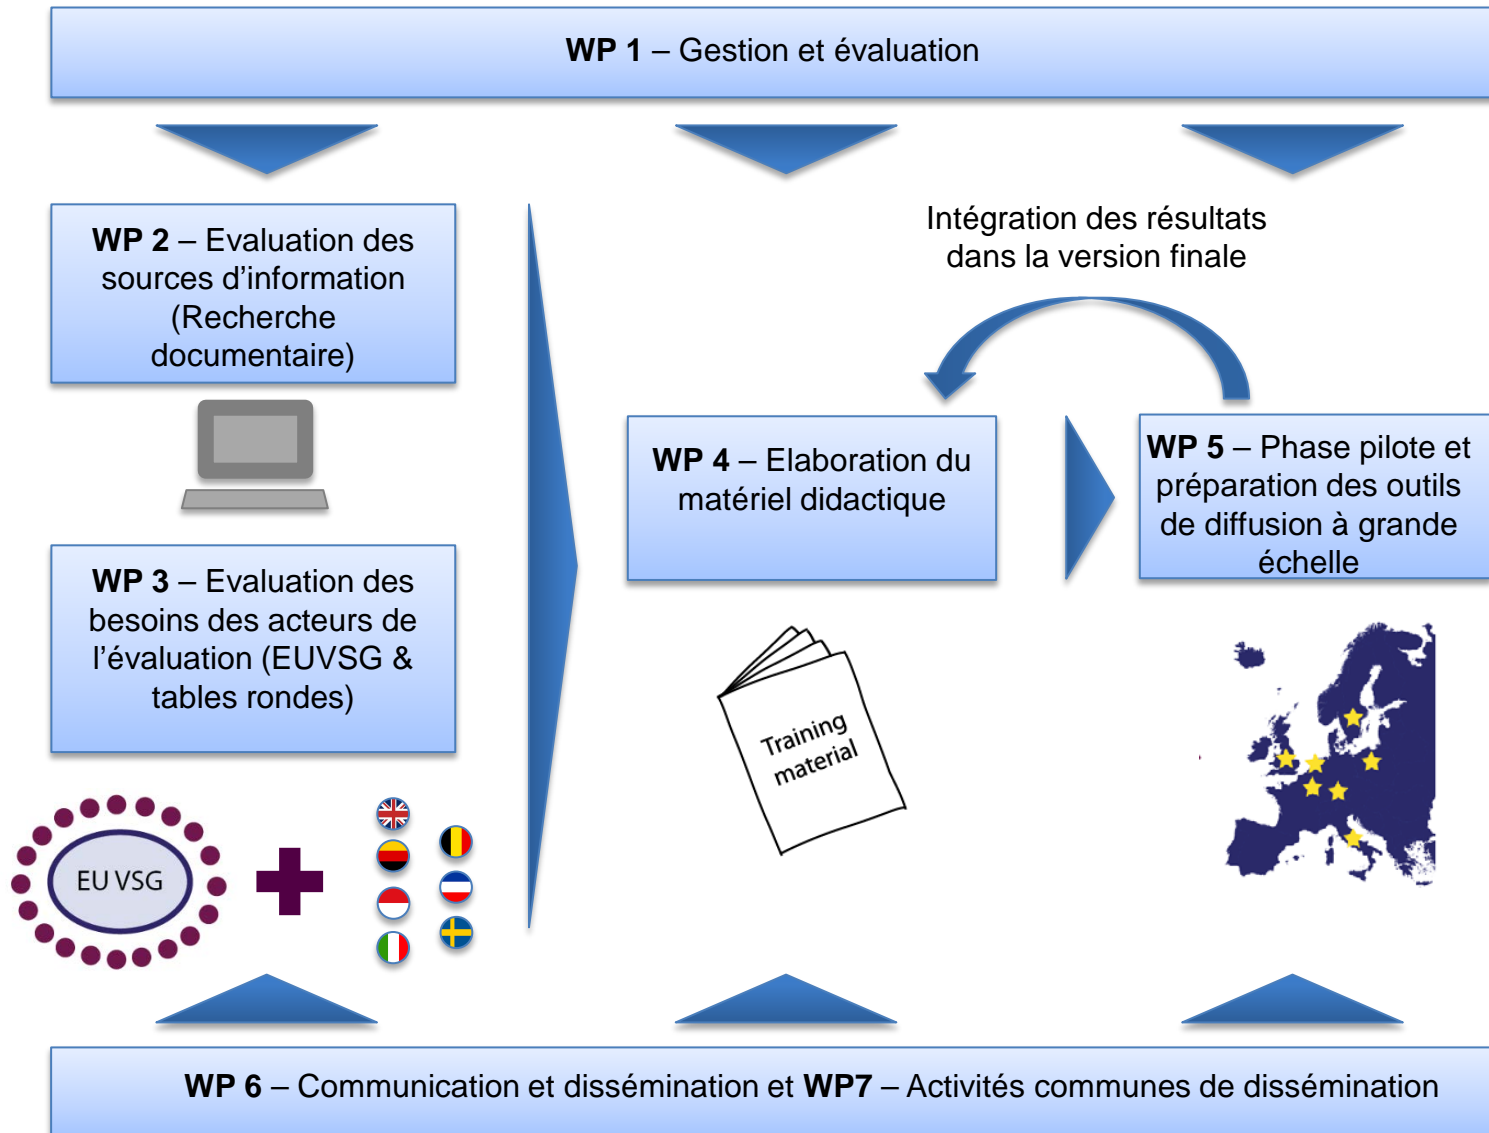 WP 1 – Gestion et évaluation
WP 2 – Evaluation des
sources d’information
(Recherche
documentaire)
WP 3 – Evaluation des
besoins des acteurs de
l’évaluation (EUVSG &
tables rondes)
EU VSG
Intégration des résultats
dans la version finale
WP 4 – Elaboration du
matériel didactique
Training
material
WP 5 – Phase pilote et
préparation des outils
de diffusion à grande
échelle
WP 6 – Communication et dissémination et WP7 – Activités communes de dissémination